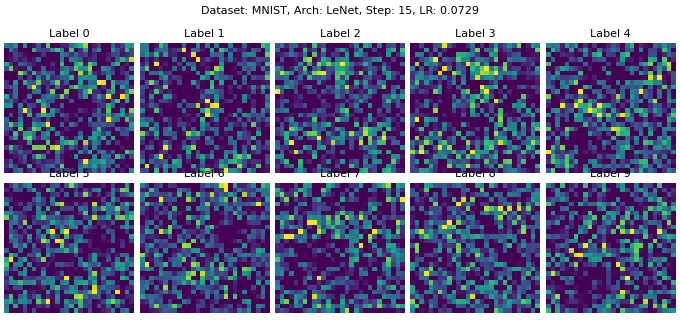 Dataset: MNIST, Arch: LeNet, Step: 15, LR: 0.0729
Label 0 Label 1 Label 2 Label 3 Label 4
Label 5 Label 6 Label 7 Label 8 Label 9